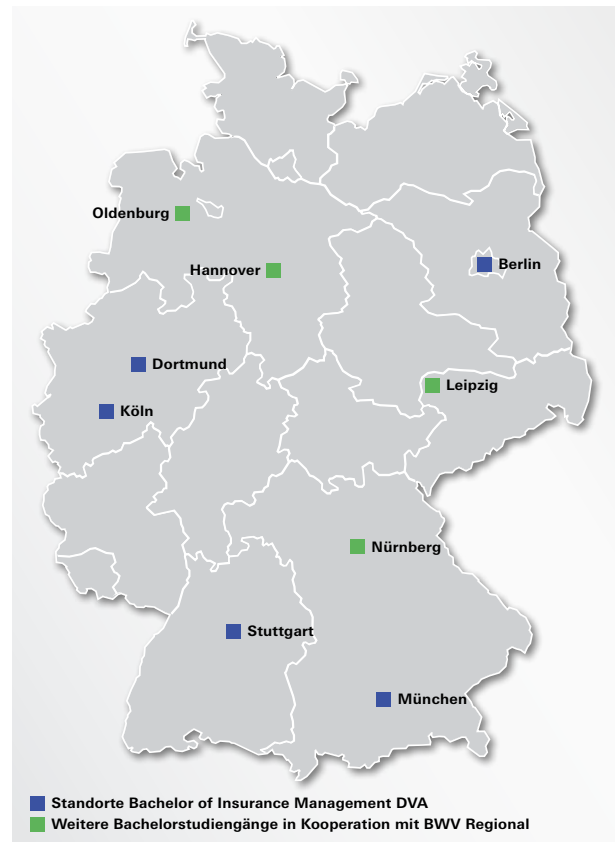 Oldenburg
Hannover
Berlin
Dortmund
Leipzig
Köln
Nürnberg
Stuttgart
München
Standorte Bachelor of Insurance Management DVA
Weitere Bachelorstudiengänge in Kooperation mit BWV Regional